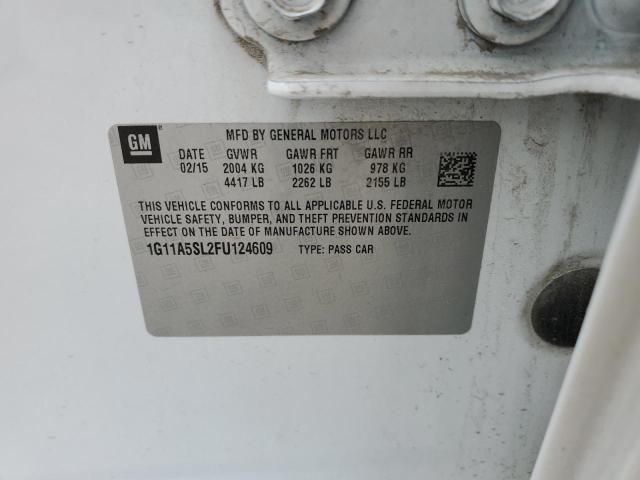 GM
MFD BY GENERAL MOTORS LLC
DATE GVWR GAWR FRT GAWR RR
02/15 2004 KG 1026 KG 978 KG
4417 LB 2262 LB 2155 LB
THIS VEHICLE CONFORMS TO ALL APPLICABLE U.S. FEDERAL MOTOR
VEHICLE SAFETY, BUMPER, AND THEFT PREVENTION STANDARDS IN
EFFECT ON THE DATE OF MANUFACTURE SHOWN ABOVE.
1G11A5SL2FU124609 TYPE: PASS CAR